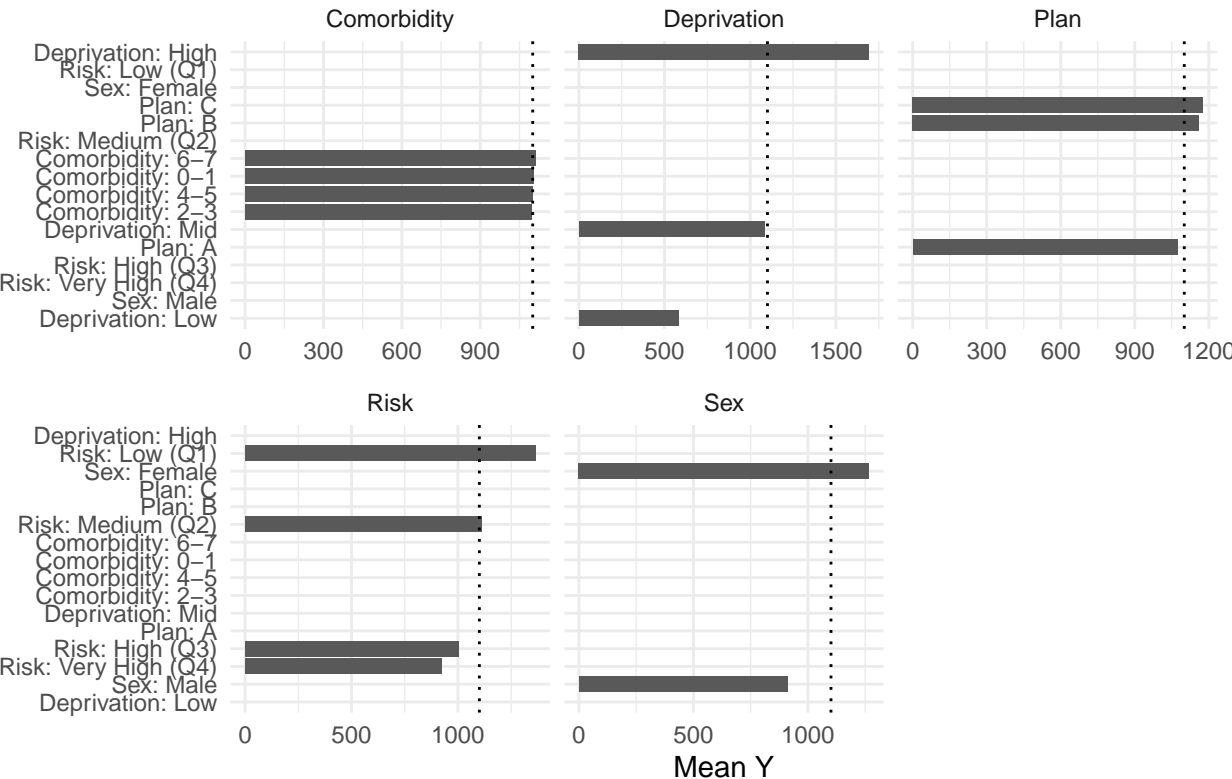 Comorbidity Deprivation Plan
Deprivation: High
Risk: Low (Q1)
Sex: Female
Plan: C
Plan: B
Risk: Medium (Q2)
Comorbidity: 6−7
Comorbidity: 0−1
Comorbidity: 4−5
Comorbidity: 2−3
Deprivation: Mid
Plan: A
Risk: High (Q3)
Risk: Very High (Q4)
Sex: Male
Deprivation: Low
0 300 600 900 0 500 1000 1500 0 300 600 900 1200
Risk Sex
Deprivation: High
Risk: Low (Q1)
Sex: Female
Plan: C
Plan: B
Risk: Medium (Q2)
Comorbidity: 6−7
Comorbidity: 0−1
Comorbidity: 4−5
Comorbidity: 2−3
Deprivation: Mid
Plan: A
Risk: High (Q3)
Risk: Very High (Q4)
Sex: Male
Deprivation: Low
0 500 1000 0 500 1000
Mean Y